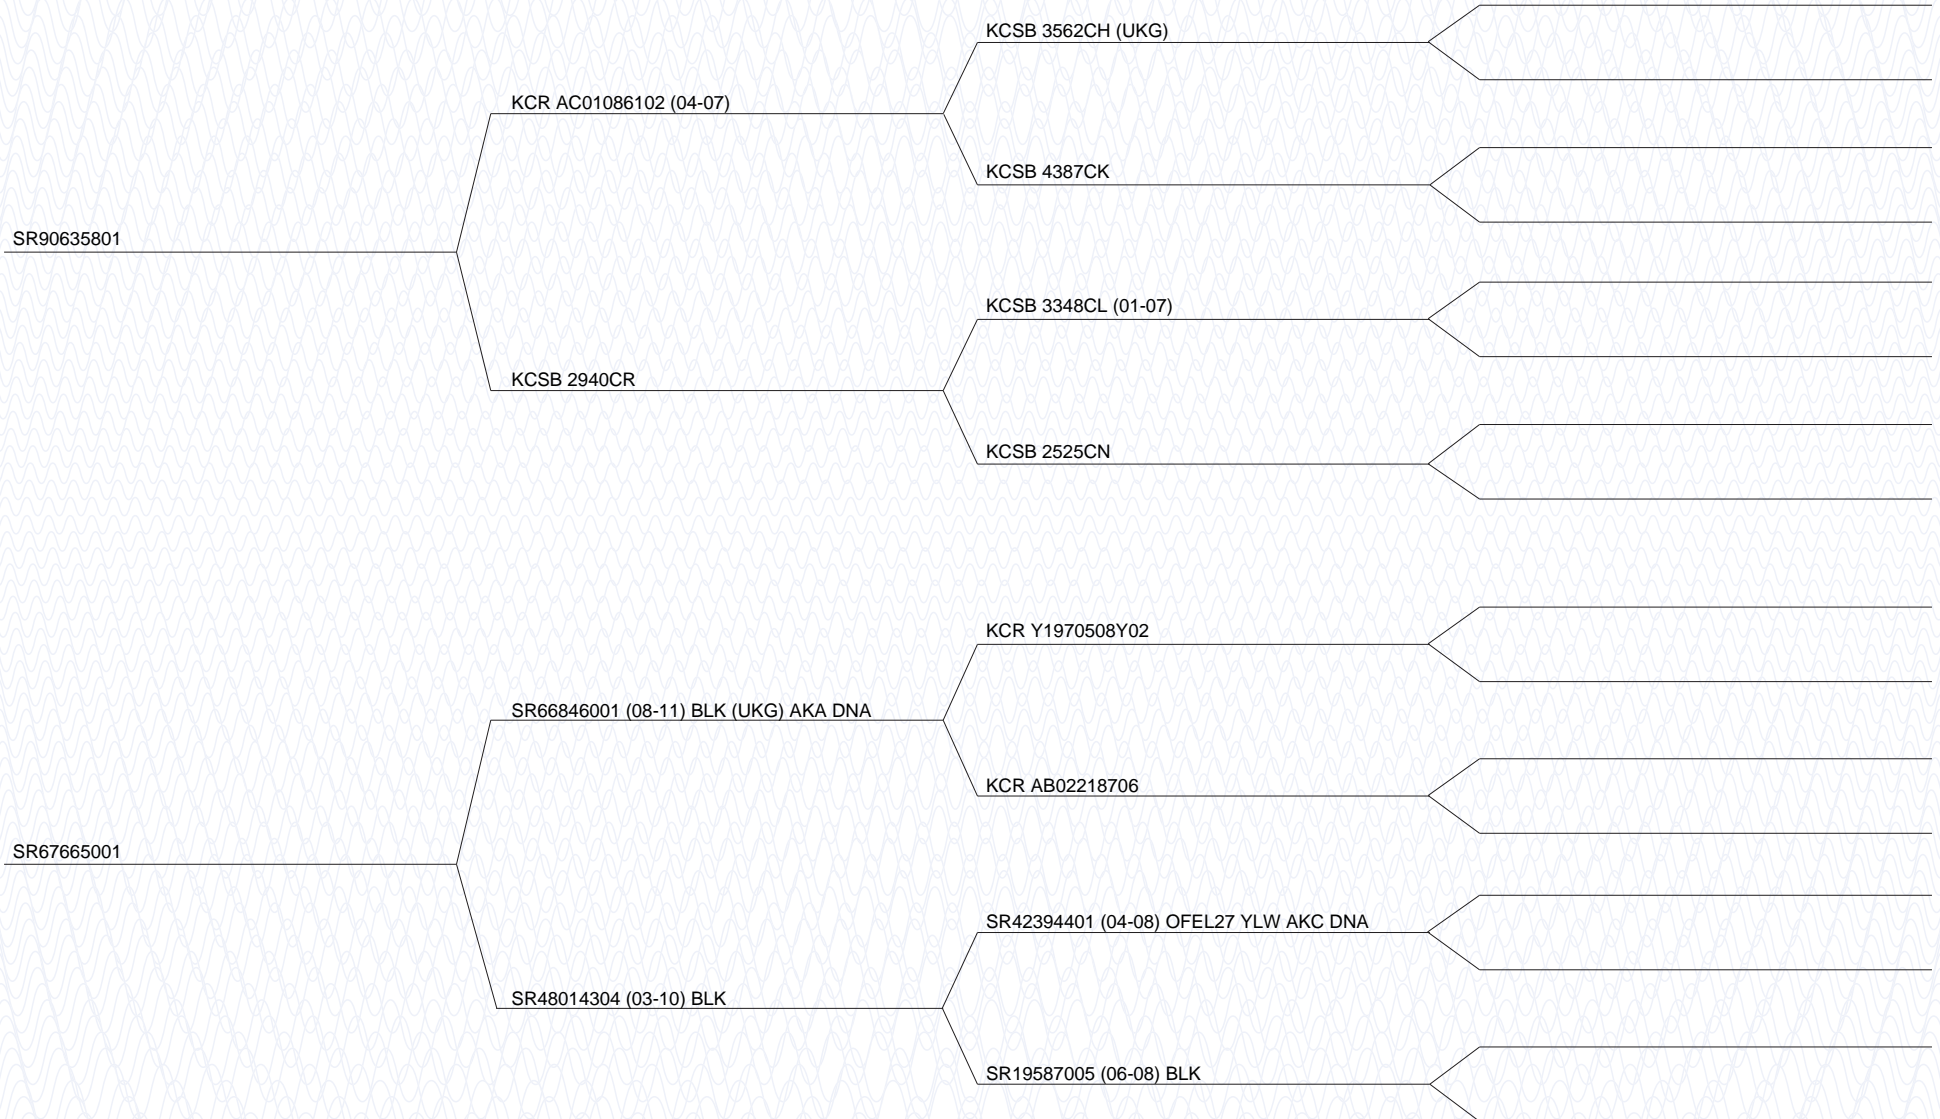 KCSB 3562CH (UKG)
KCR AC01086102 (04-07)
KCSB 4387CK
SR90635801
KCSB 3348CL (01-07)
KCSB 2940CR
KCSB 2525CN
KCR Y1970508Y02
SR66846001 (08-11) BLK (UKG) AKA DNA
KCR AB02218706
SR67665001
SR42394401 (04-08) OFEL27 YLW AKC DNA
SR48014304 (03-10) BLK
SR19587005 (06-08) BLK